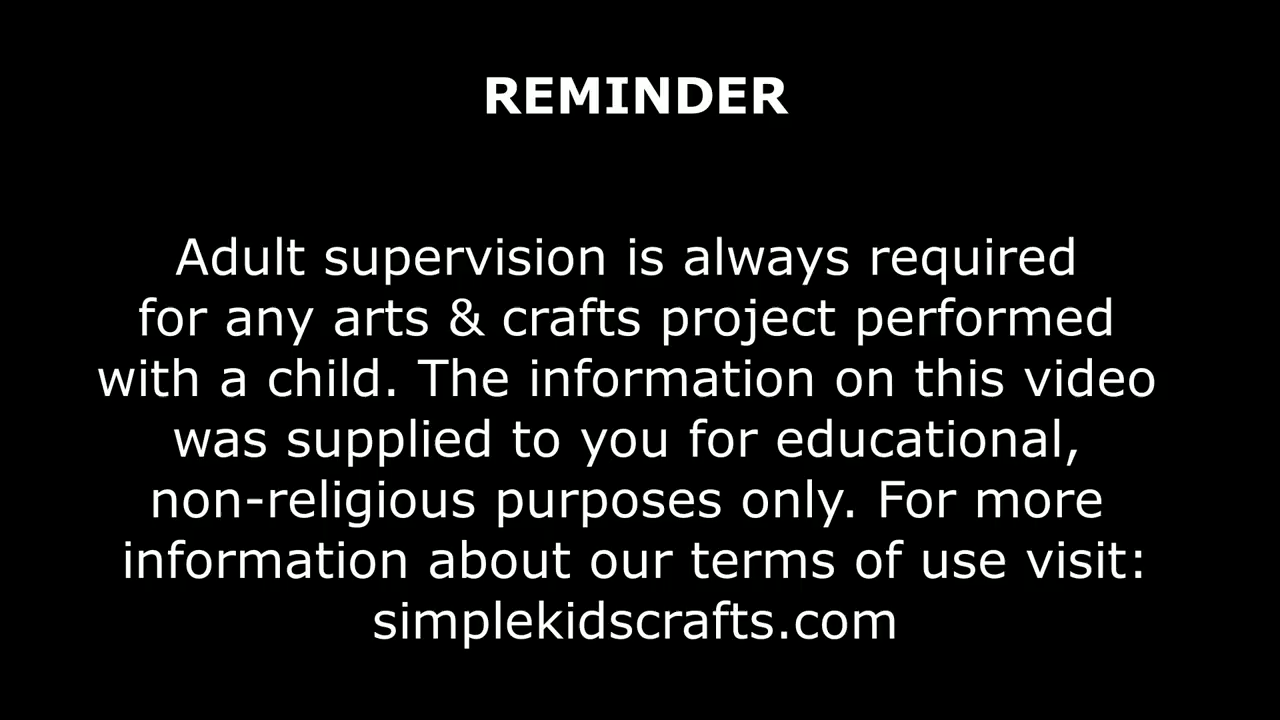 REMINDER
Adult supervision is always required
for any arts & crafts project performed
with a child. The information on this video
was supplied to you for educational,
non-religious purposes only. For more
information about our terms of use visit:
simplekidscrafts.com